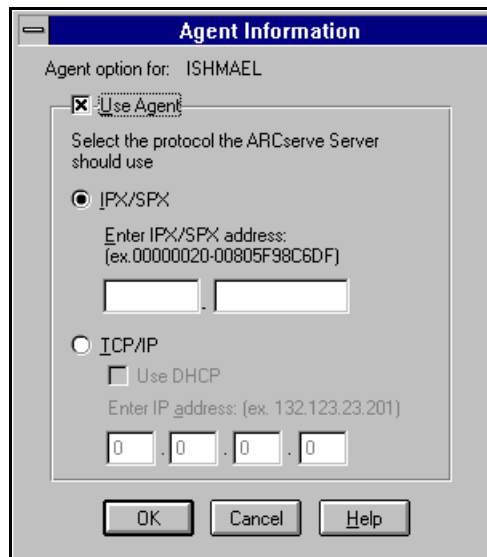 Agent Information
Agent option for: ISHMAEL
Use Agent
Select the protocol the ARCserve Server
should use
IPX/SPX
Enter IPX/SPX address:
(ex.00000020-00805F98C6DF)
.
TCP/IP
Use DHCP
Enter IP address: (ex. 132.123.23.201)
0 . 0 . 0 . 0
OK Cancel Help